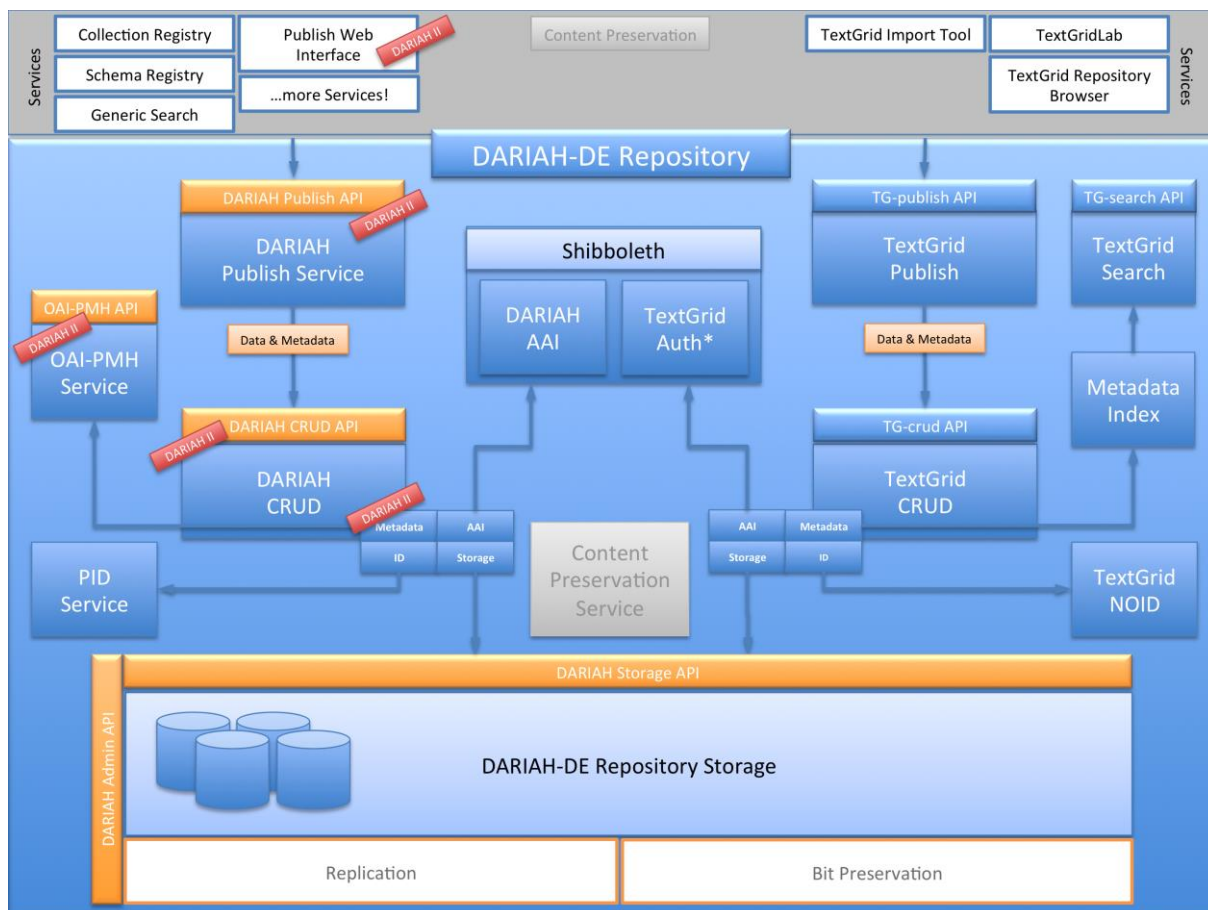 Services
Collection Registry
Schema Registry
Generic Search
Publish Web
Interface
DARIAH II
...more Services!
Content Preservation
TextGrid Import Tool
TextGridLab
TextGrid Repository
Browser
Services
DARIAH-DE Repository
DARIAH Publish API
DARIAH II
DARIAH
Publish Service
Data & Metadata
OAI-PMH API
DARIAH II
OAI-PMH
Service
DARIAH CRUD API
DARIAH II
DARIAH
CRUD
DARIAH II
Metadata
AAI
ID
Storage
PID
Service
Shibboleth
DARIAH
AAI
TextGrid
Auth*
Content
Preservation
Service
TG-publish API
TextGrid
Publish
Data & Metadata
TG-crud API
TextGrid
CRUD
AAI
Metadata
Storage
ID
TG-search API
TextGrid
Search
Metadata
Index
TextGrid
NOID
DARIAH Storage API
DARIAH Admin API
DARIAH-DE Repository Storage
Replication
Bit Preservation